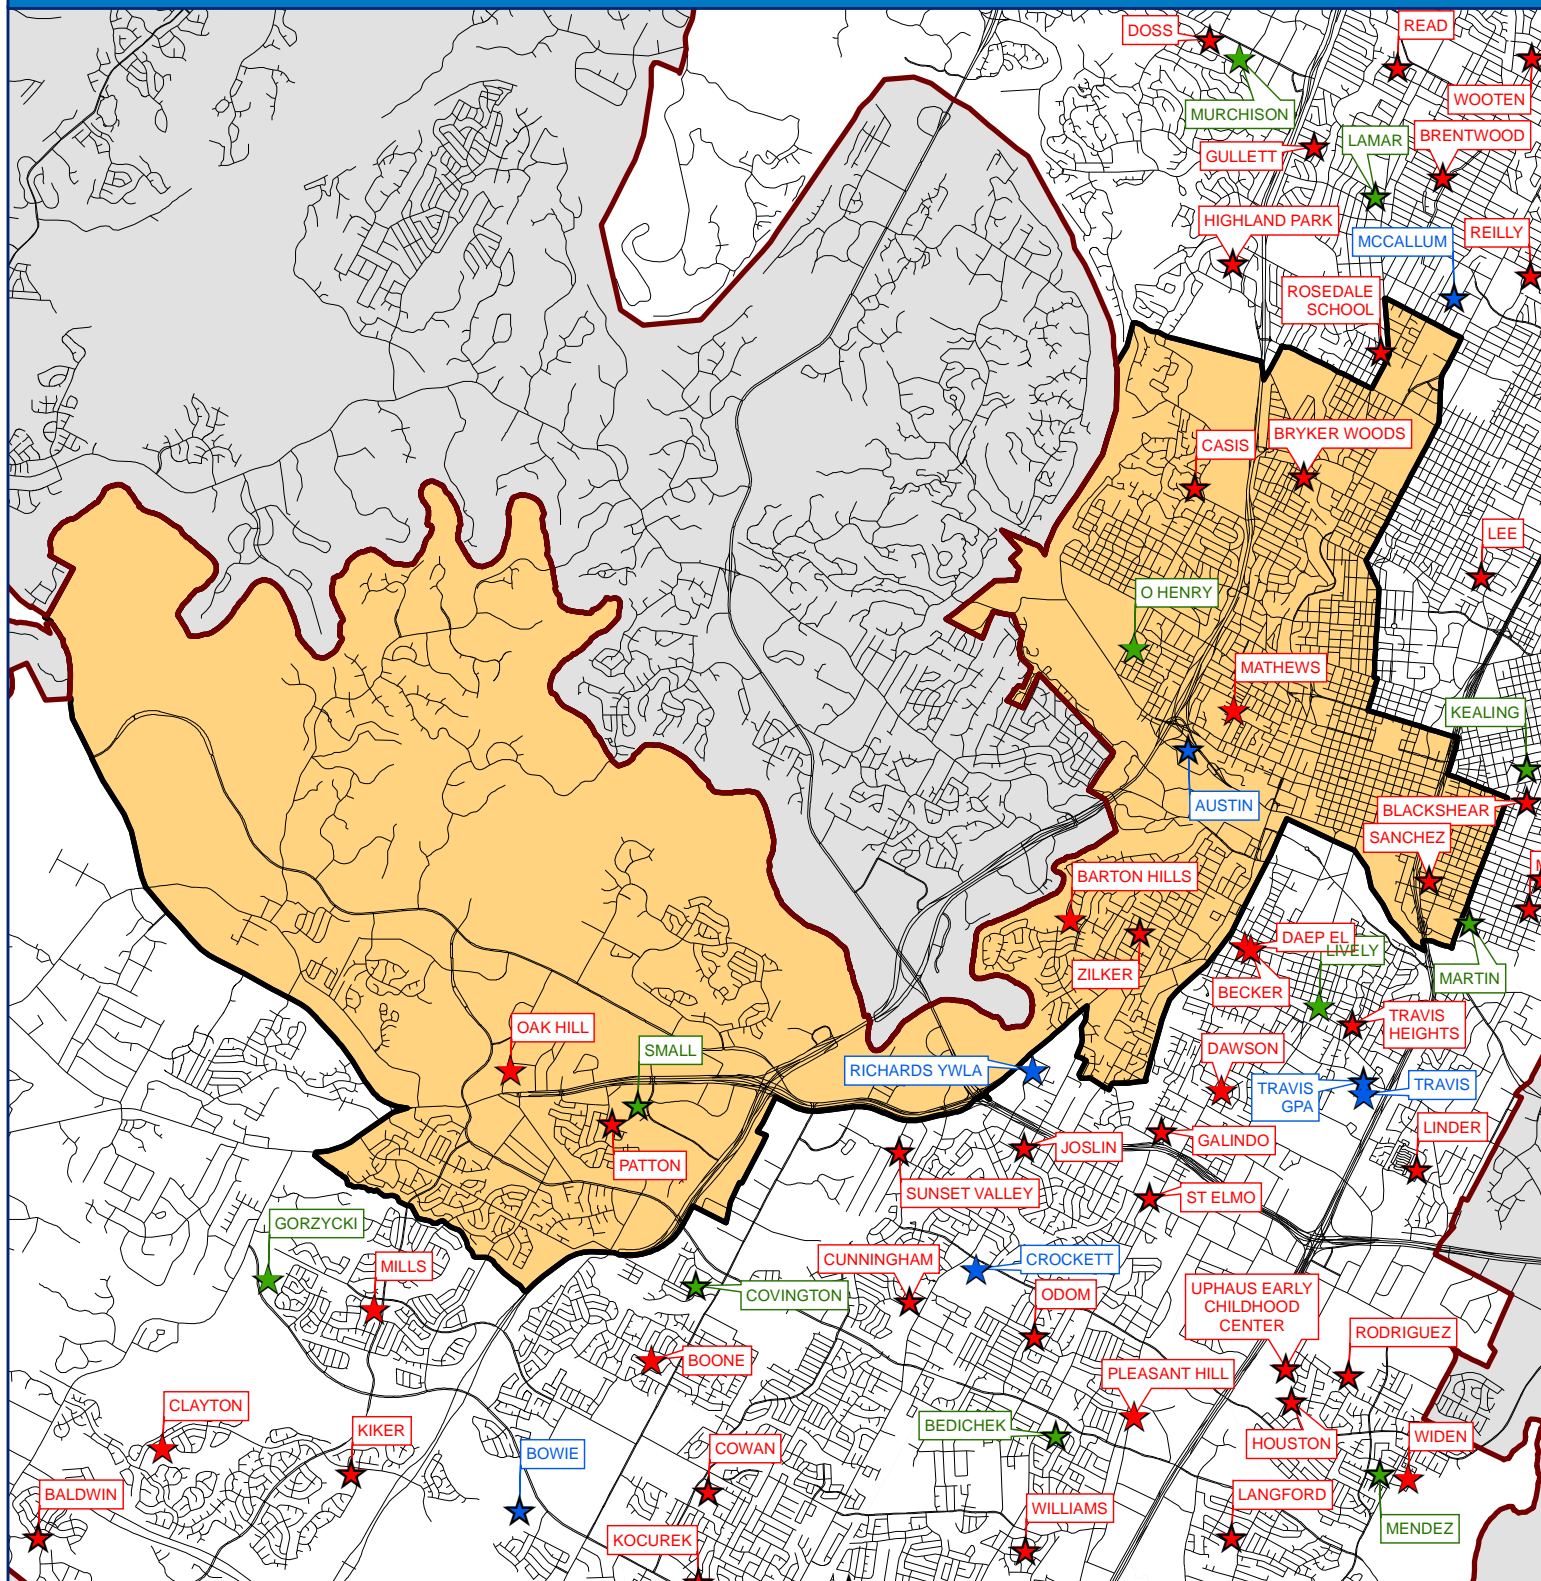 DOSS
READ
WOOTEN
MURCHISON
LAMAR
BRENTWOOD
GULLETT
HIGHLAND PARK
MCCALLUM
REILLY
ROSEDALE
SCHOOL
CASIS
BRYKER WOODS
LEE
O HENRY
MATHEWS
KEALING
AUSTIN
BLACKSHEAR
SANCHEZ
BARTON HILLS
DAEP EL
LIVELY
ZILKER
BECKER
MARTIN
OAK HILL
TRAVIS
HEIGHTS
SMALL
DAWSON
RICHARDS YWLA
TRAVIS
GPA
TRAVIS
LINDER
GALINDO
JOSLIN
PATTON
SUNSET VALLEY
ST ELMO
GORZYCKI
MILLS
CUNNINGHAM
CROCKETT
COVINGTON
ODOM
UPHAUS EARLY
CHILDHOOD
CENTER
RODRIGUEZ
BOONE
PLEASANT HILL
CLAYTON
BEDICHEK
KIKER
BOWIE
COWAN
HOUSTON
WIDEN
BALDWIN
LANGFORD
WILLIAMS
MENDEZ
KOCUREK